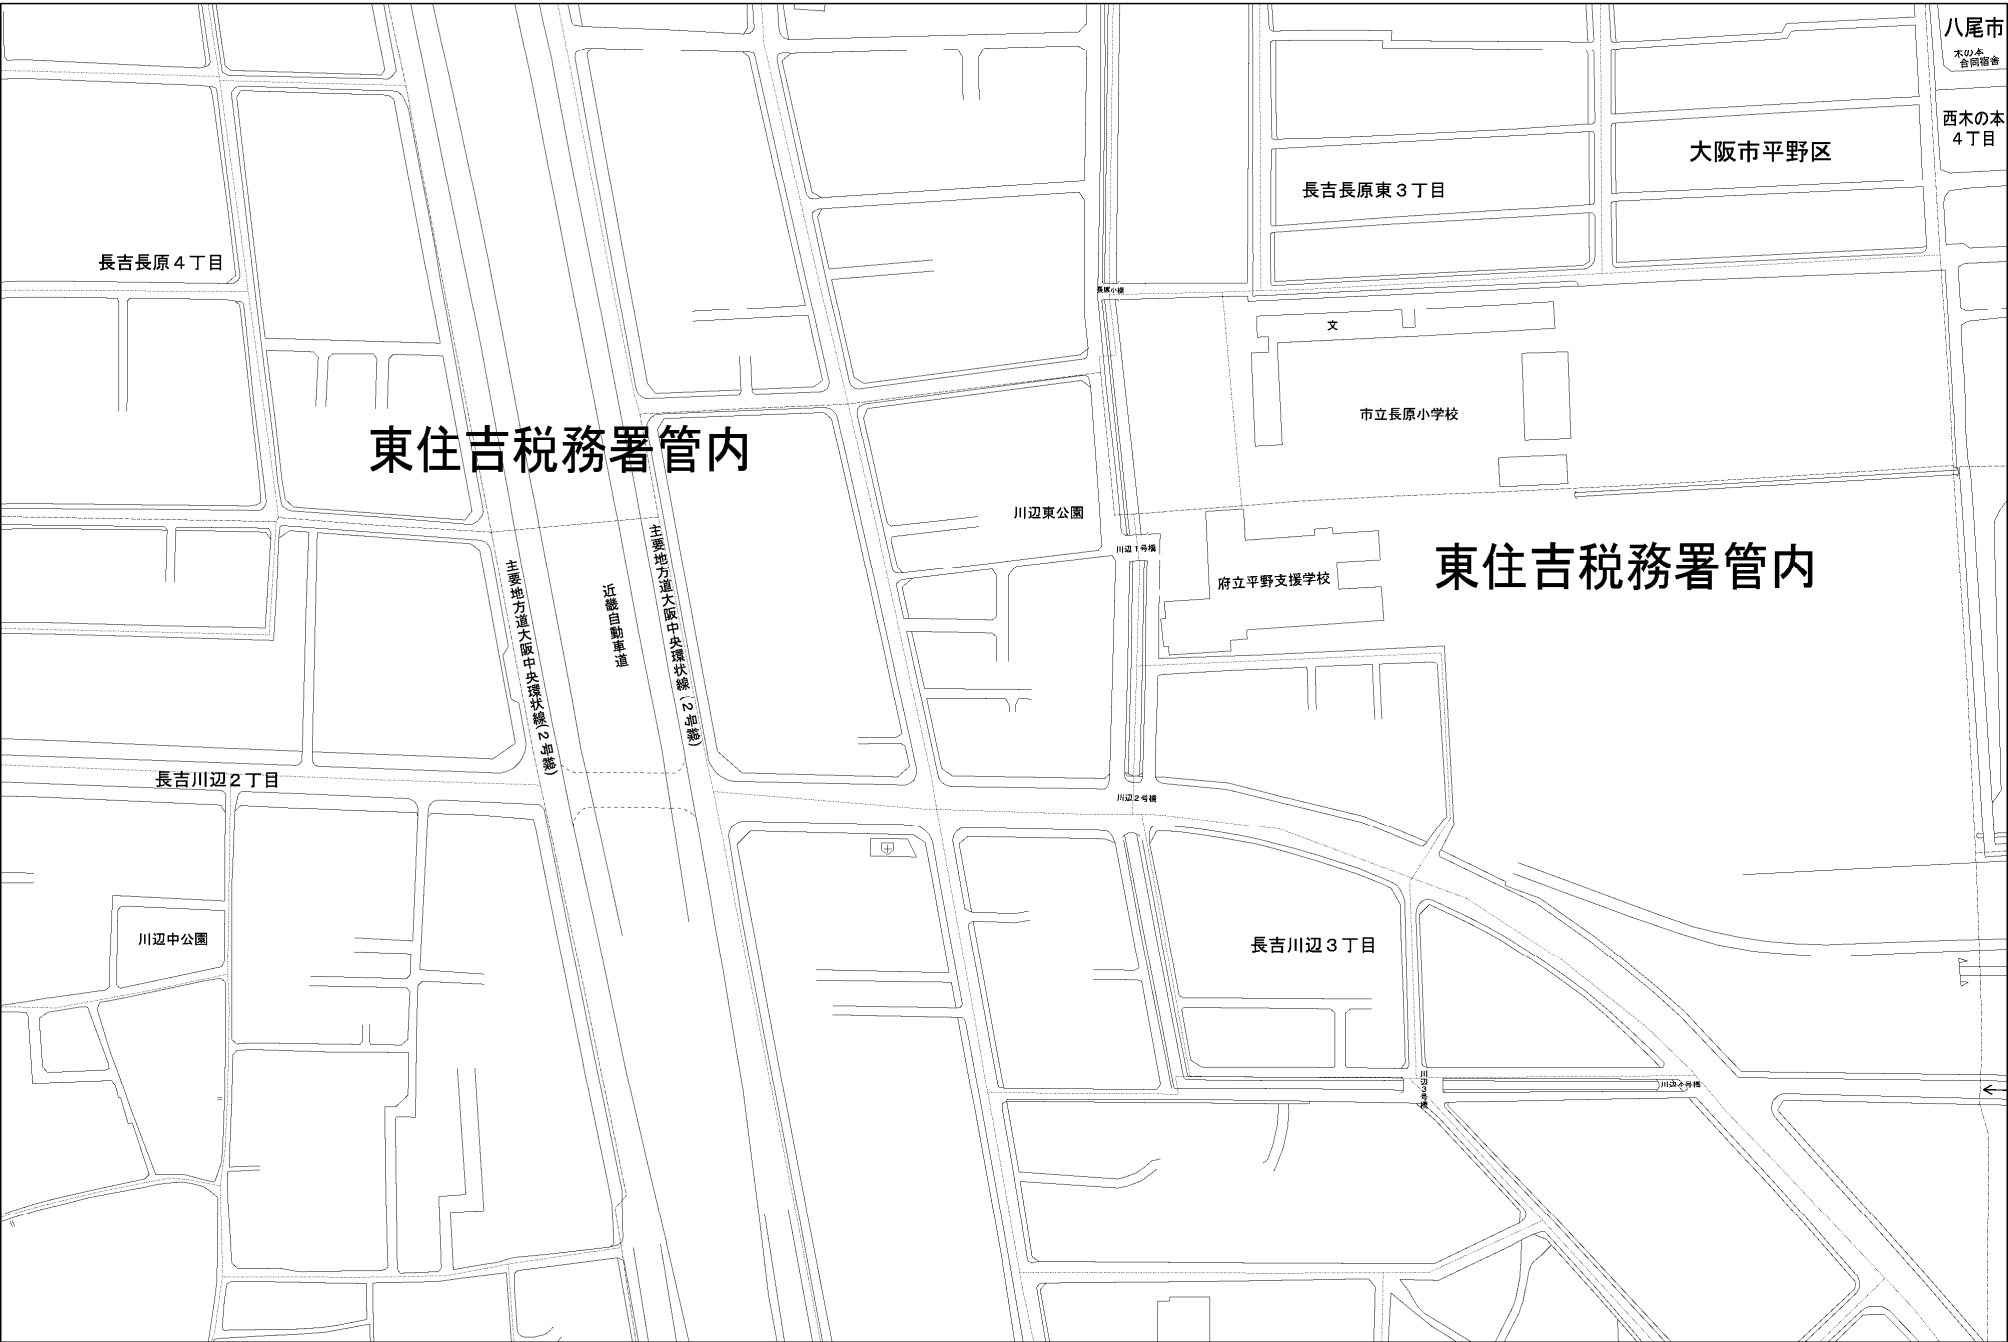 八尾市
木の本
合同宿舎
西木の本
4丁目
大阪市平野区
長吉長原東3丁目
長吉長原4丁目
長原小橋
文
市立長原小学校
東住吉税務署管内
川辺東公園
川辺1号橋
府立平野支援学校
東住吉税務署管内
主要地方道大阪中央環状線(2号線)
近畿自動車道
主要地方道大阪中央環状線(2号線)
長吉川辺2丁目
川辺2号橋
川辺中公園
長吉川辺3丁目
川辺3号橋
川辺4号橋